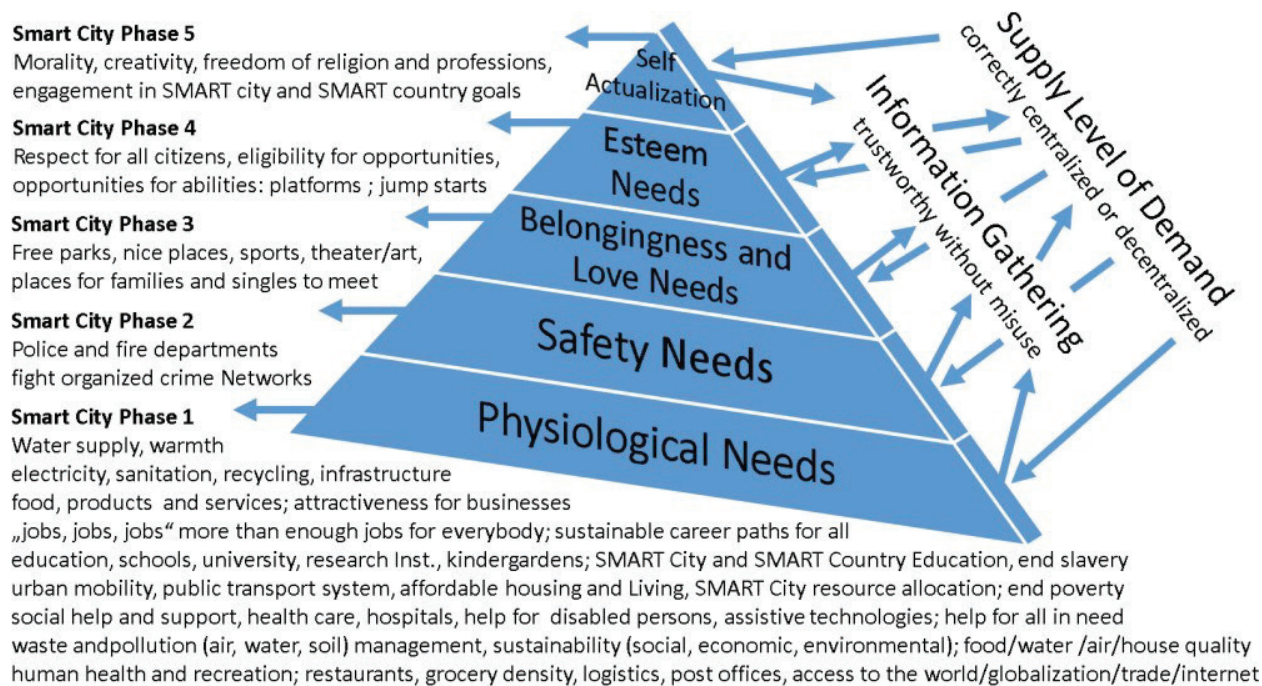 Smart City Phase 5
Morality, creativity, freedom of religion and professions,
engagement in SMART city and SMART country goals
Smart City Phase 4
Respect for all citizens, eligibility for opportunities,
opportunities for abilities: platforms ; jump starts
Smart City Phase 3
Free parks, nice places, sports, theater/art,
places for families and singles to meet
Smart City Phase 2
Police and fire departments
fight organized crime Networks
Smart City Phase 1
Water supply, warmth
electricity, sanitation, recycling, infrastructure
food, products and services; attractiveness for businesses
„jobs, jobs, jobs“ more than enough jobs for everybody; sustainable career paths for all
education, schools, university, research Inst., kindergardens; SMART City and SMART Country Education, end slavery
urban mobility, public transport system, affordable housing and Living, SMART City resource allocation; end poverty
social help and support, health care, hospitals, help for disabled persons, assistive technologies; help for all in need
waste andpollution (air, water, soil) management, sustainability (social, economic, environmental); food/water /air/house quality
human health and recreation; restaurants, grocery density, logistics, post offices, access to the world/globalization/trade/internet
Self
Actualization
Esteem
Needs
Belongingness and
Love Needs
Safety Needs
Physiological Needs
Supply Level of Demand
correctly centralized or decentralized
Information Gathering
trustworthy without misuse